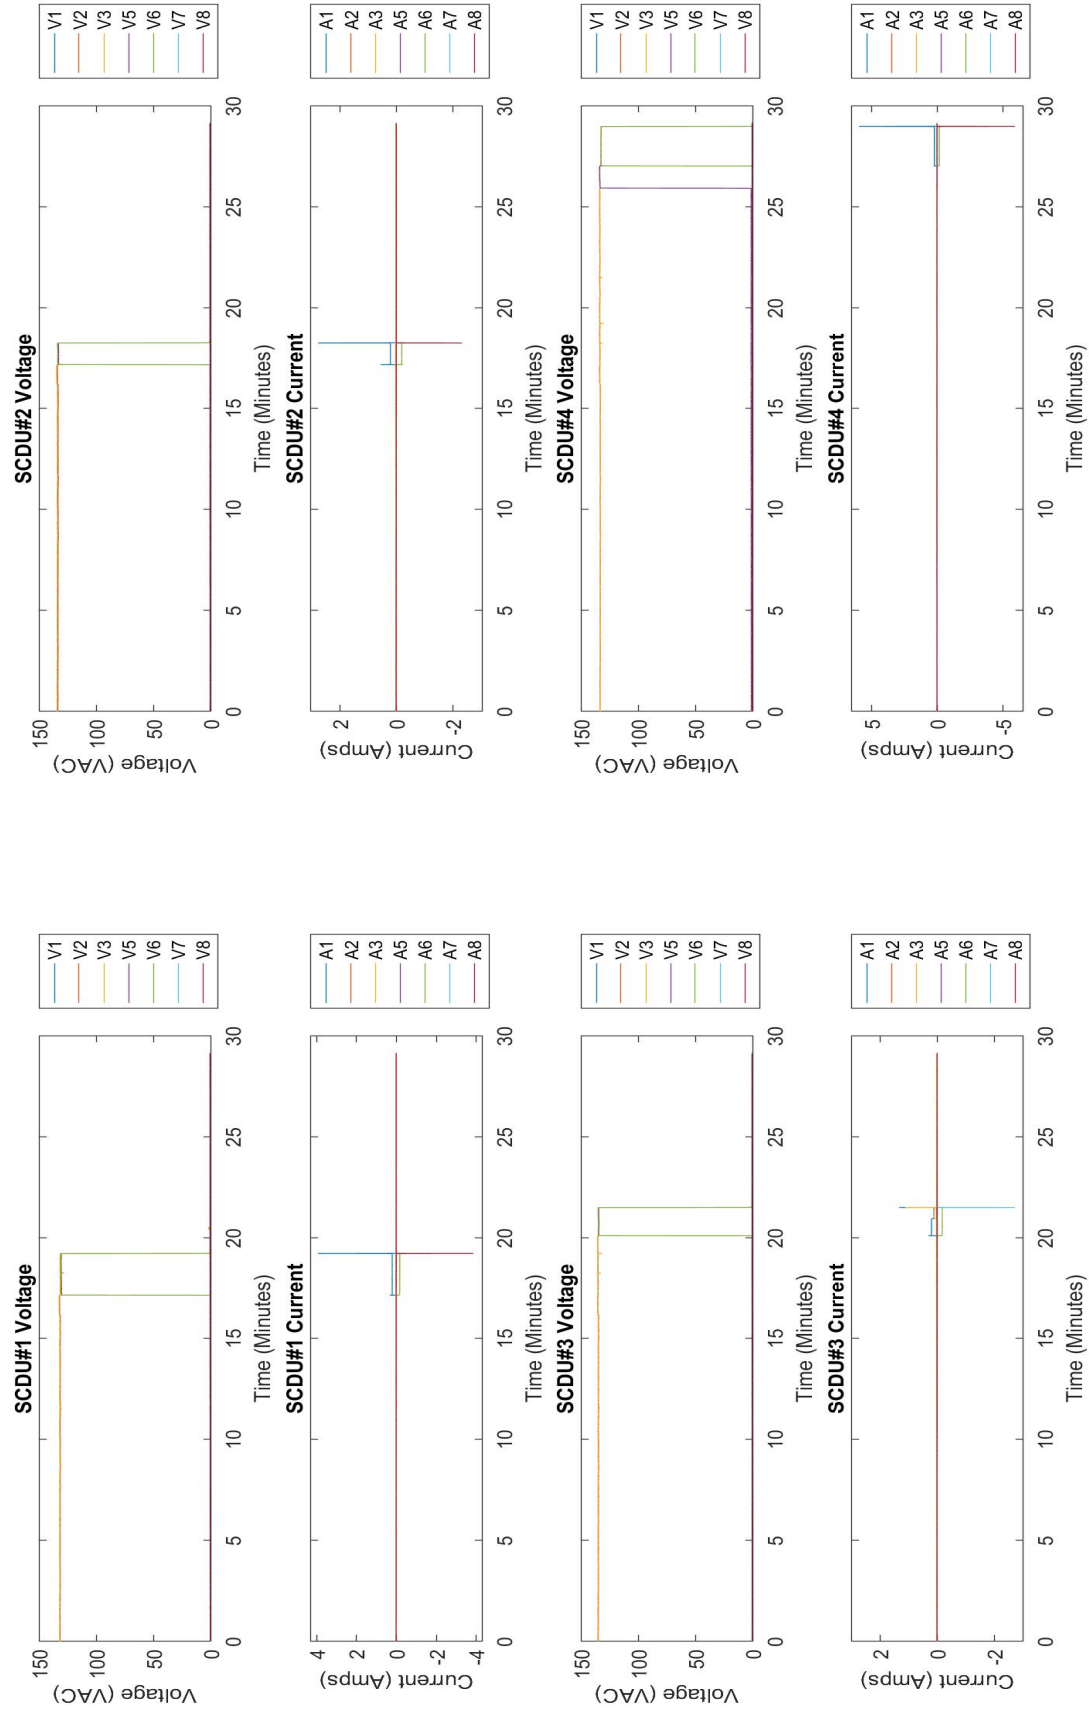 SCDU#1 Voltage
150
100
50
0
Voltage (VAC)
0 5 10 15 20 25 30
Time (Minutes)
V1
V2
V3
V5
V6
V7
V8
SCDU#1 Current
4
2
0
-2
-4
Current (Amps)
0 5 10 15 20 25 30
Time (Minutes)
A1
A2
A3
A5
A6
A7
A8
SCDU#3 Voltage
150
100
50
0
Voltage (VAC)
0 5 10 15 20 25 30
Time (Minutes)
V1
V2
V3
V5
V6
V7
V8
SCDU#3 Current
2
0
-2
Current (Amps)
0 5 10 15 20 25 30
Time (Minutes)
A1
A2
A3
A5
A6
A7
A8
SCDU#2 Voltage
150
100
50
0
Voltage (VAC)
0 5 10 15 20 25 30
Time (Minutes)
V1
V2
V3
V5
V6
V7
V8
SCDU#2 Current
2
0
-2
Current (Amps)
0 5 10 15 20 25 30
Time (Minutes)
A1
A2
A3
A5
A6
A7
A8
SCDU#4 Voltage
150
100
50
0
Voltage (VAC)
0 5 10 15 20 25 30
Time (Minutes)
V1
V2
V3
V5
V6
V7
V8
SCDU#4 Current
5
0
-5
Current (Amps)
0 5 10 15 20 25 30
Time (Minutes)
A1
A2
A3
A5
A6
A7
A8